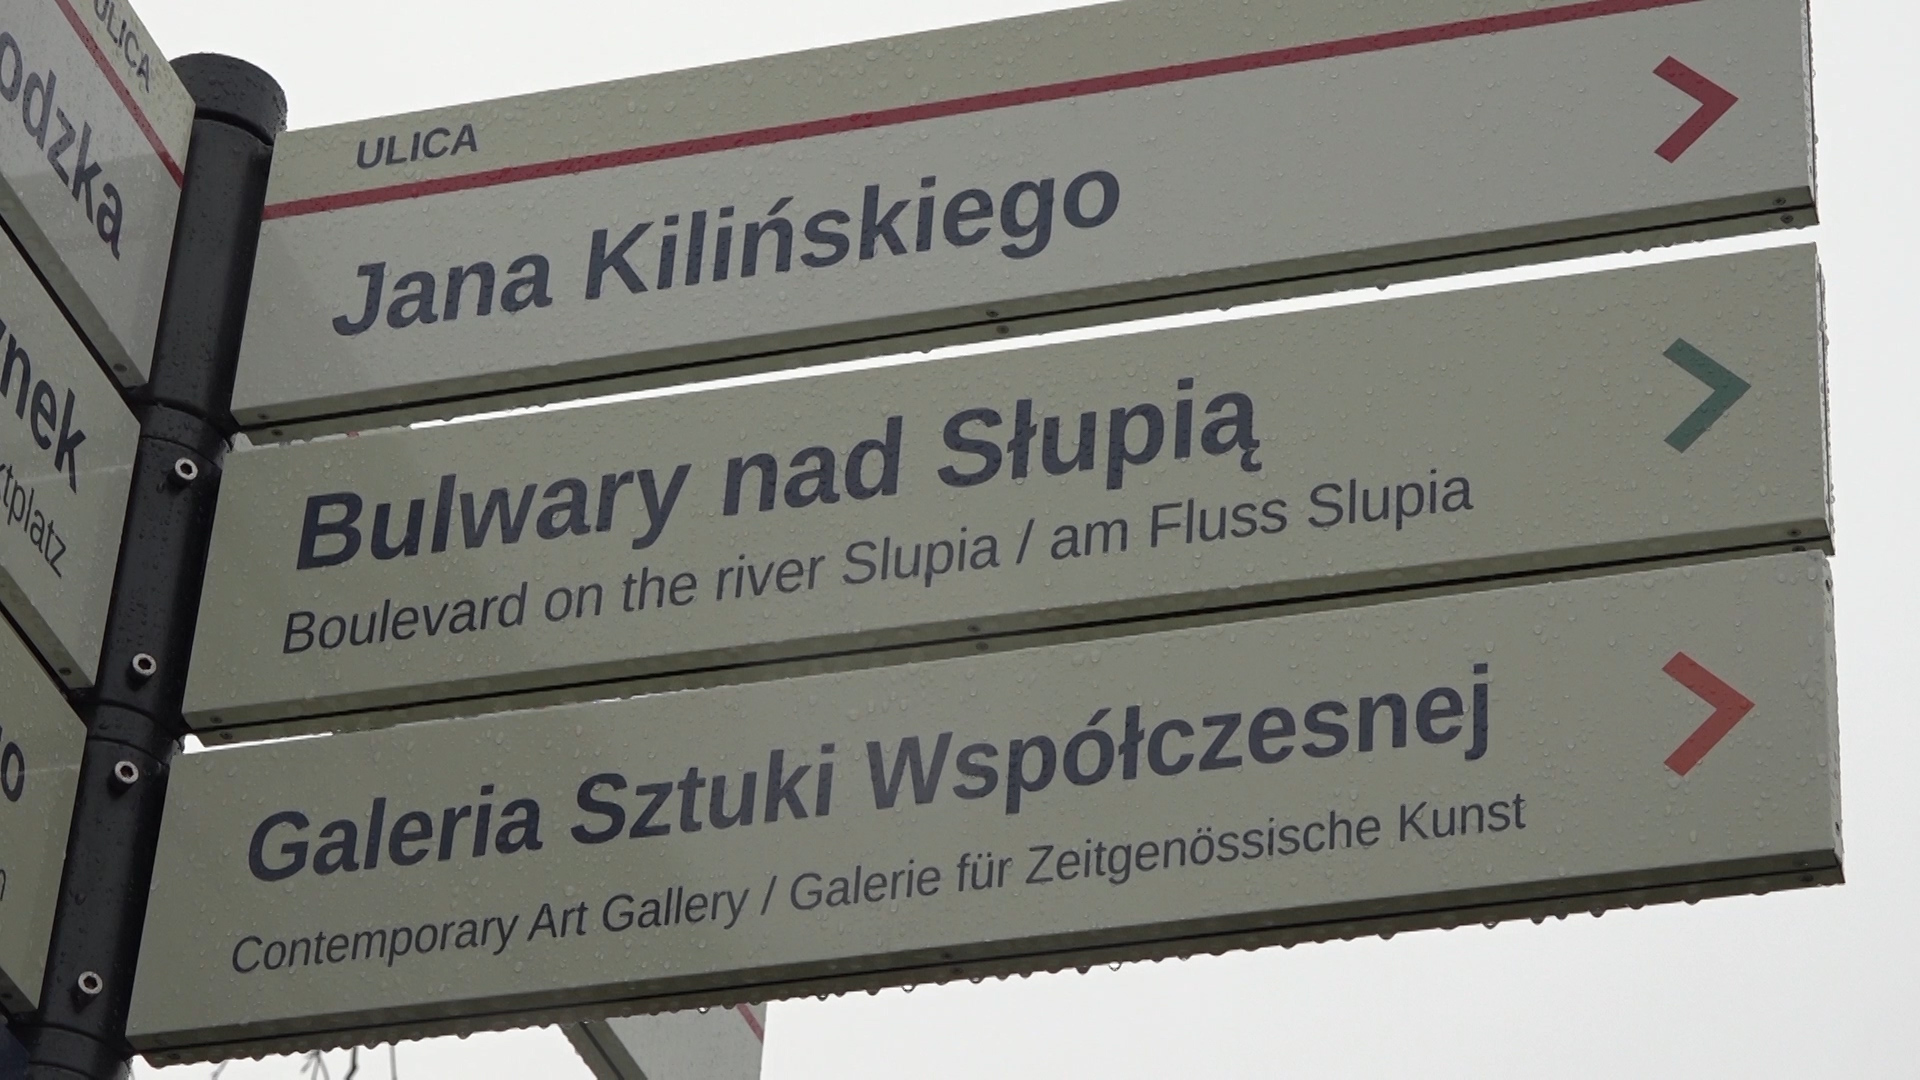 ULICA
ULICA
Jana Kilińskiego
Bulwary nad Słupią
Boulevard on the river Slupia / am Fluss Slupia
Galeria Sztuki Współczesnej
Contemporary Art Gallery / Galerie für Zeitgenössische Kunst